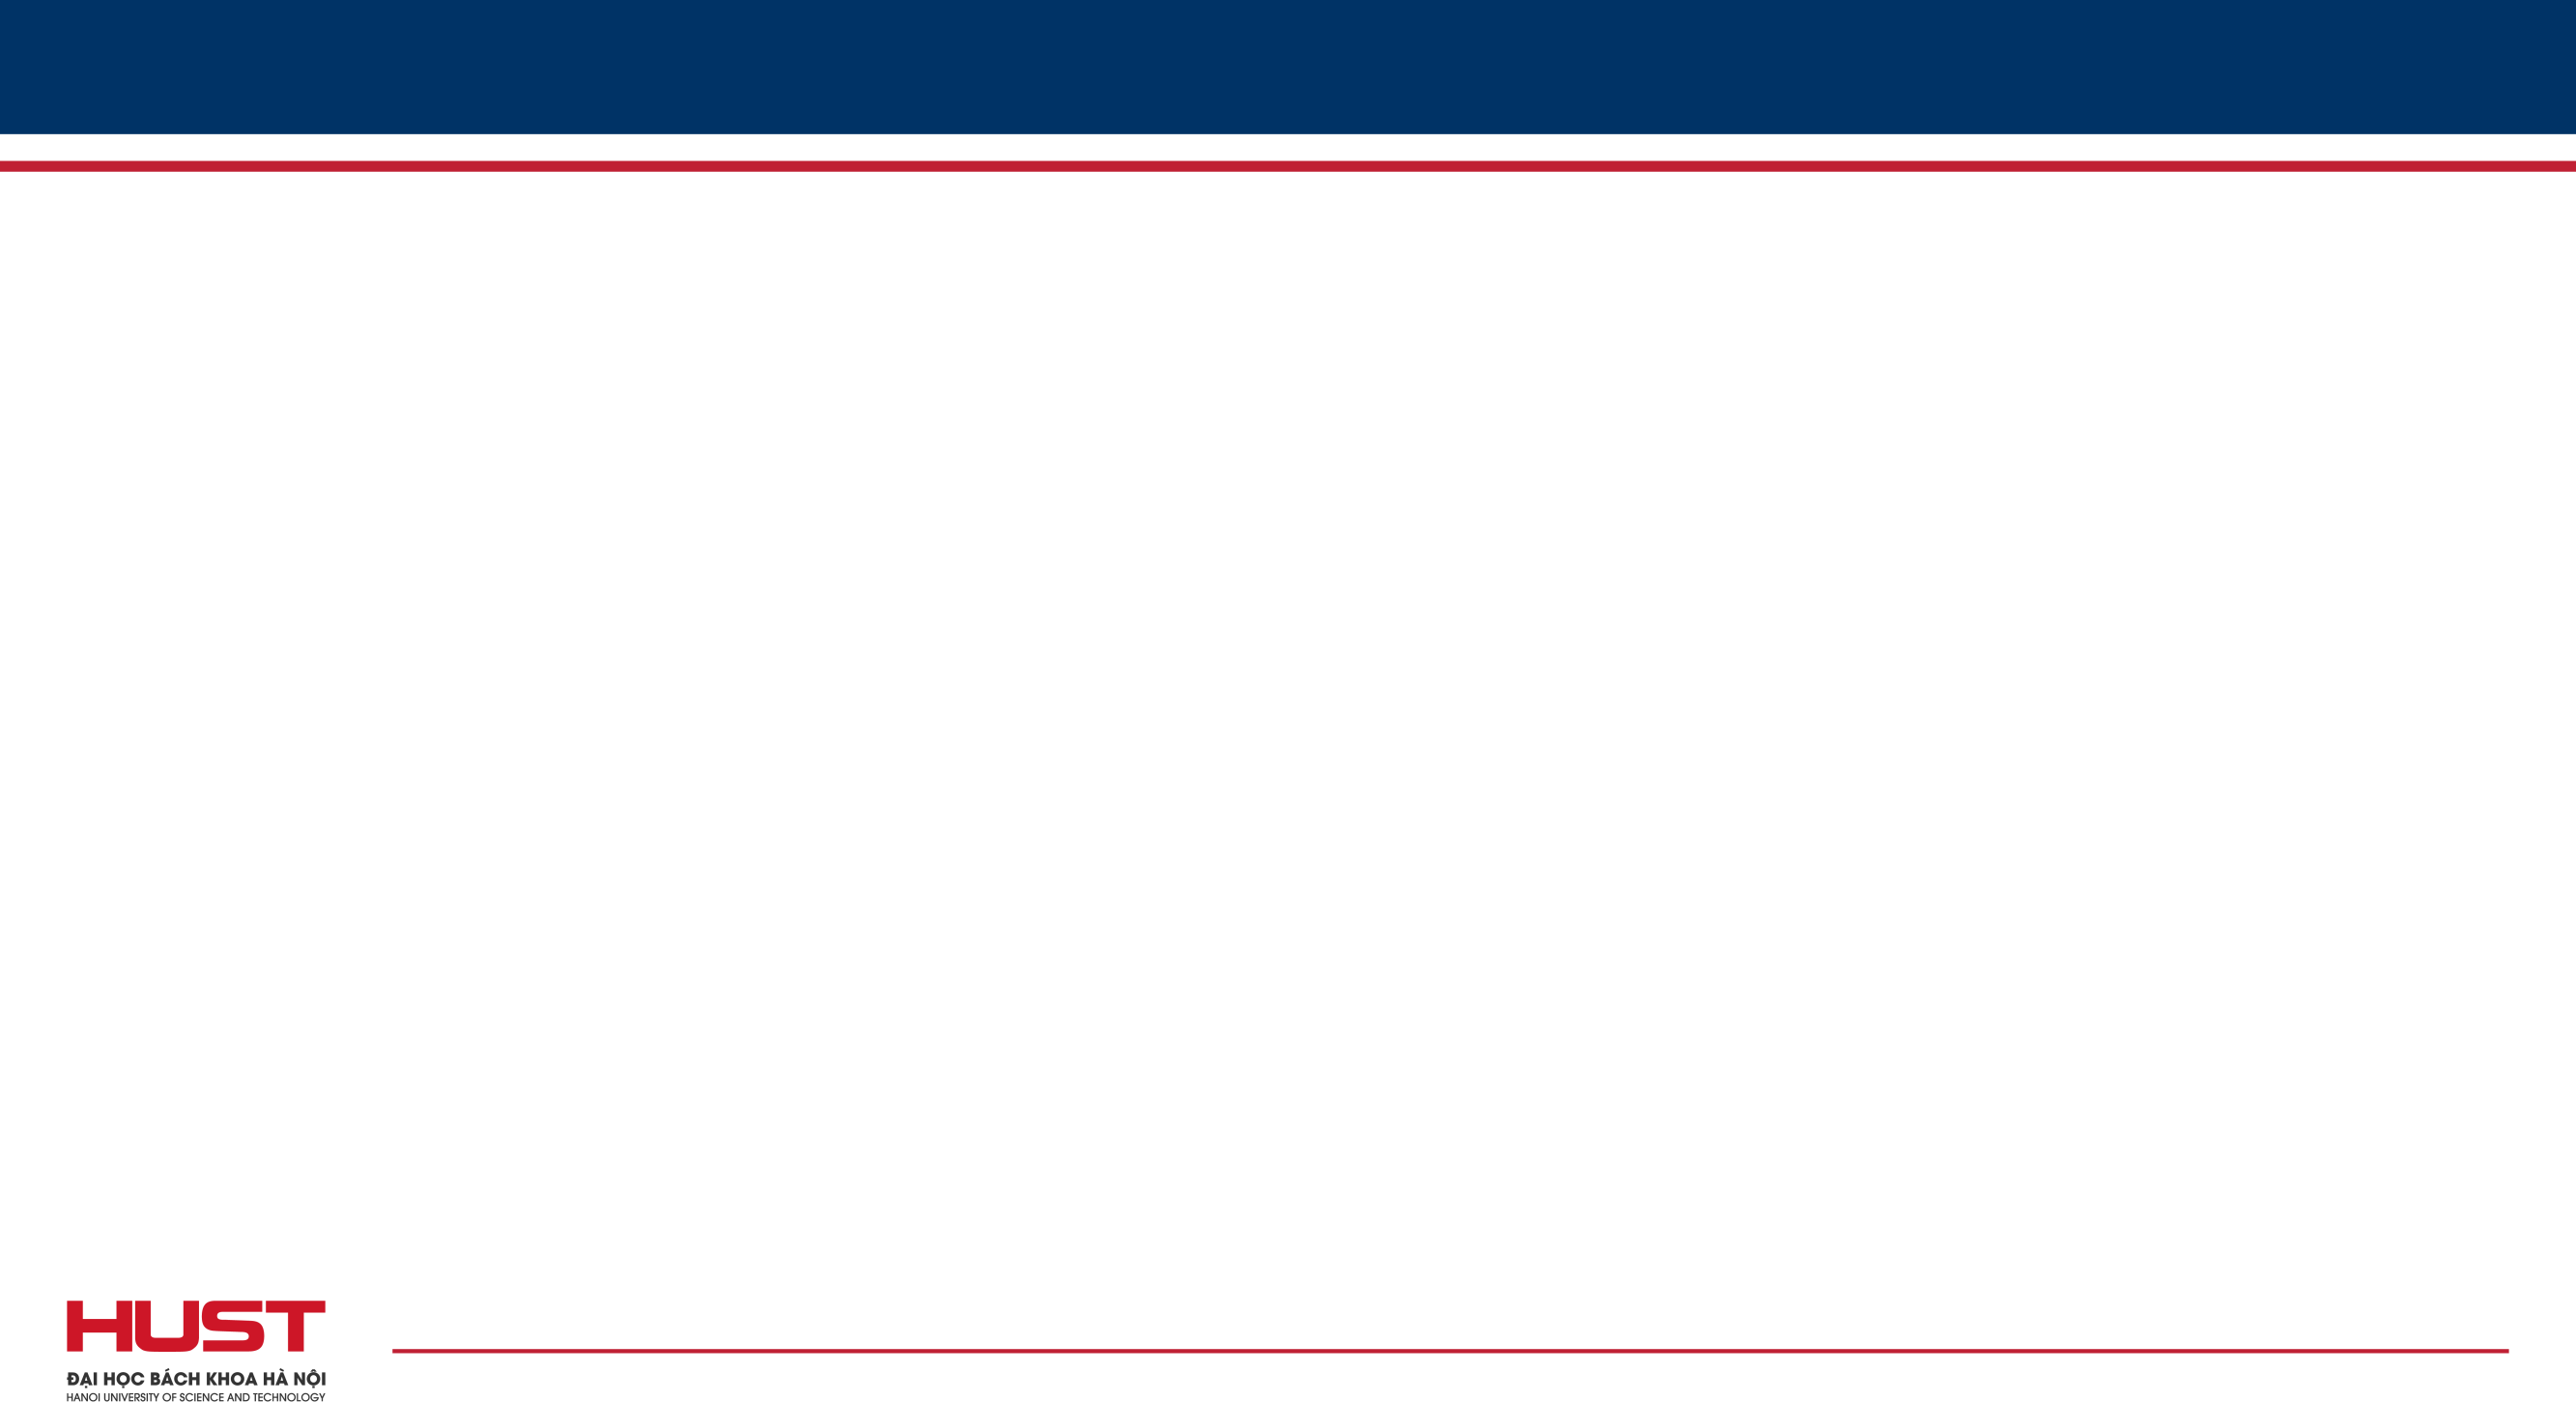 HUST
ĐẠI HỌC BÁCH KHOA HÀ NỘI
HANOI UNIVERSITY OF SCIENCE AND TECHNOLOGY